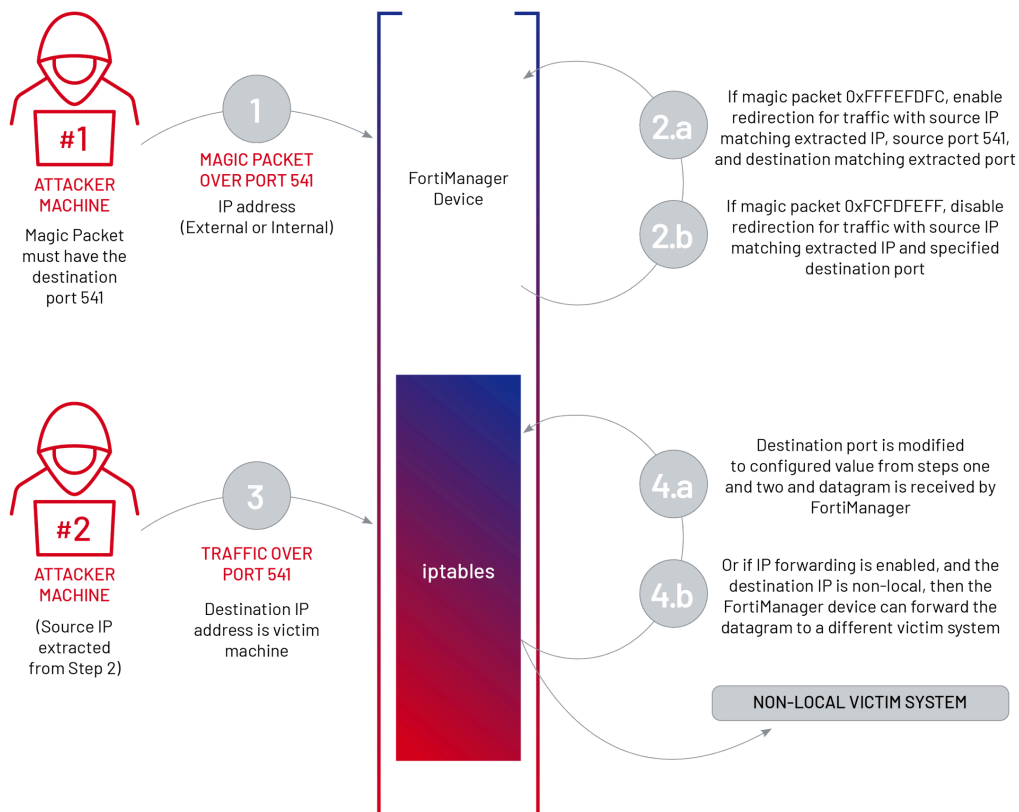 #1
ATTACKER
MACHINE
Magic Packet
must have the
destination
port 541
1
MAGIC PACKET
OVER PORT 541
IP address
(External or Internal)
FortiManager
Device
2.a
If magic packet 0xFFFEFDFC, enable
redirection for traffic with source IP
matching extracted IP, source port 541,
and destination matching extracted port
2.b
If magic packet 0xFCFDFEFF, disable
redirection for traffic with source IP
matching extracted IP and specified
destination port
#2
ATTACKER
MACHINE
(Source IP
extracted
from Step 2)
3
TRAFFIC OVER
PORT 541
Destination IP
address is victim
machine
iptables
4.a
Destination port is modified
to configured value from steps one
and two and datagram is received by
FortiManager
4.b
Or if IP forwarding is enabled, and the
destination IP is non-local, then the
FortiManager device can forward the
datagram to a different victim system
NON-LOCAL VICTIM SYSTEM